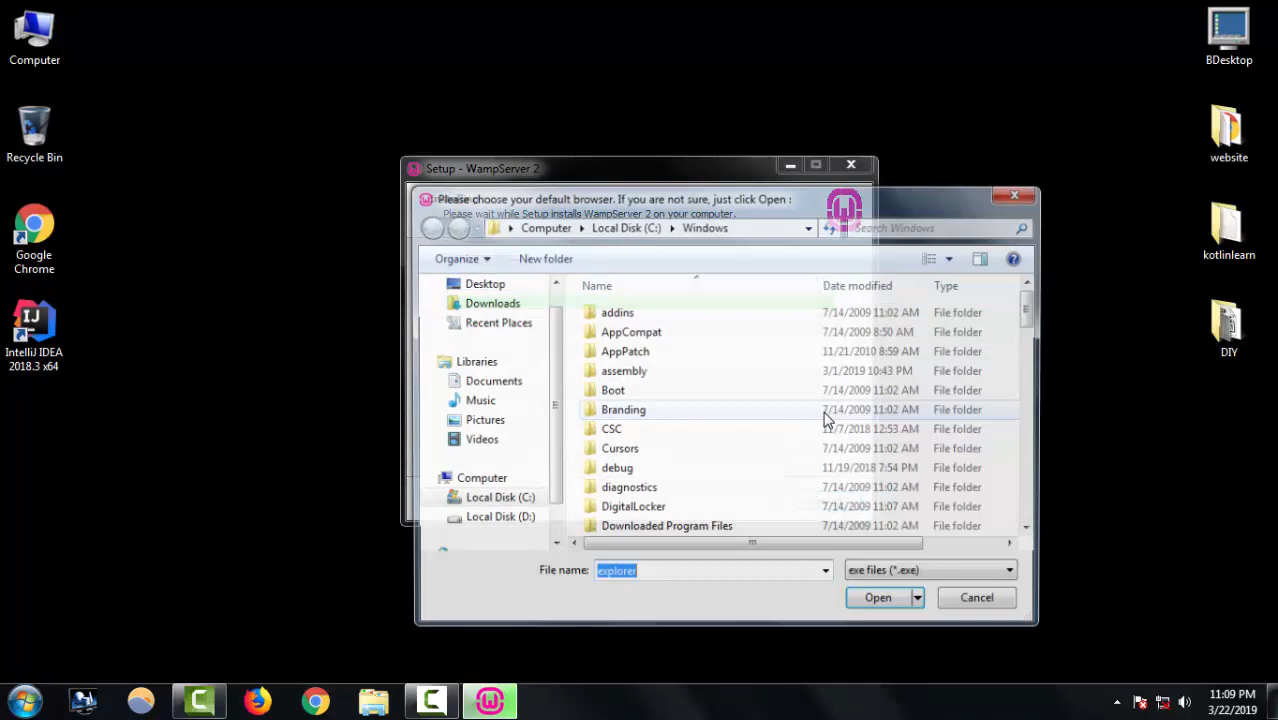 Computer
Recycle Bin
Google
Chrome
IntelliJ IDEA
2018.3 x64
BDesktop
website
kotlinlearn
DIY
Setup - WampServer 2
Please choose your default browser. If you are not sure, just click Open :
Please wait while Setup installs WampServer 2 on your computer.
Computer Local Disk (C:) Windows
Search Windows
Organize New folder
Desktop
Downloads
Recent Places
Libraries
Documents
Music
Pictures
Videos
Computer
Local Disk (C:)
Local Disk (D:)
Name Date modified Type
addins 7/14/2009 11:02 AM File folder
AppCompat 7/14/2009 8:50 AM File folder
AppPatch 11/21/2010 8:59 AM File folder
assembly 3/1/2019 10:43 PM File folder
Boot 7/14/2009 11:02 AM File folder
Branding 7/14/2009 11:02 AM File folder
CSC 11/7/2018 12:53 AM File folder
Cursors 7/14/2009 11:02 AM File folder
debug 11/19/2018 7:54 PM File folder
diagnostics 7/14/2009 11:02 AM File folder
DigitalLocker 7/14/2009 11:07 AM File folder
Downloaded Program Files 7/14/2009 11:02 AM File folder
File name: explorer exe files (*.exe)
Open Cancel
11:09 PM
3/22/2019